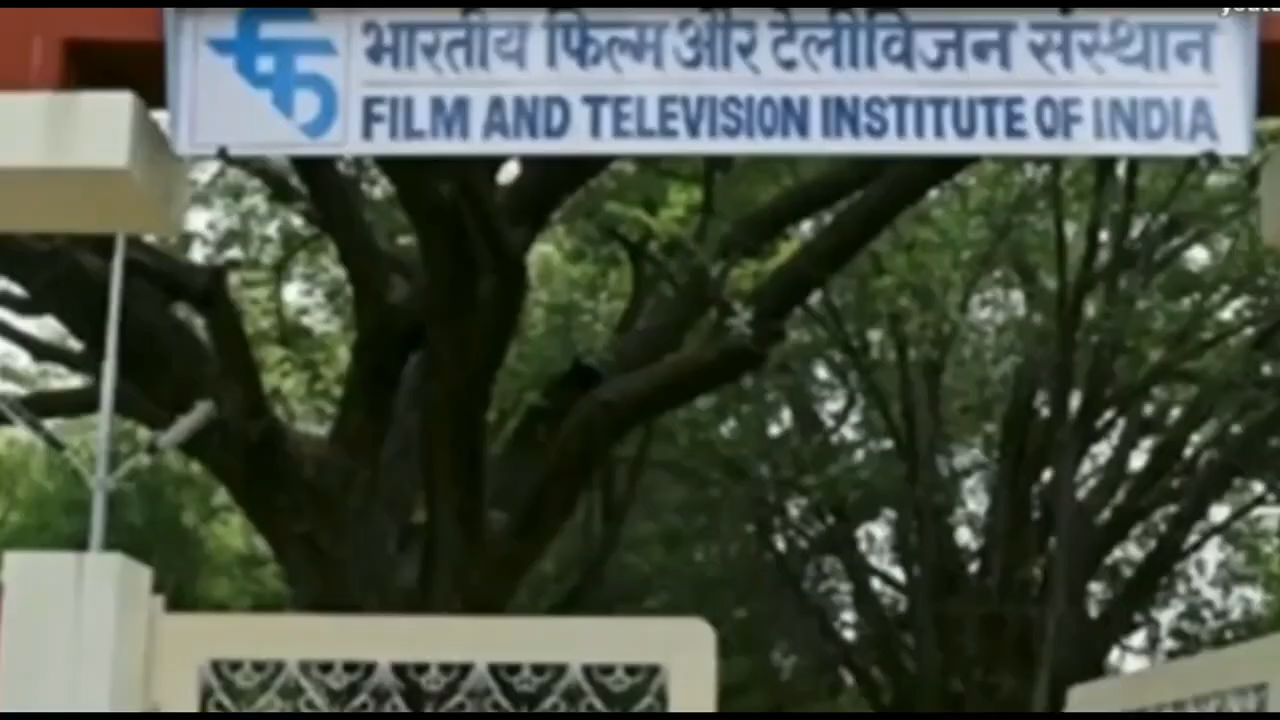 भारतीय फिल्म और टेलीविजन संस्थान
FILM AND TELEVISION INSTITUTE OF INDIA